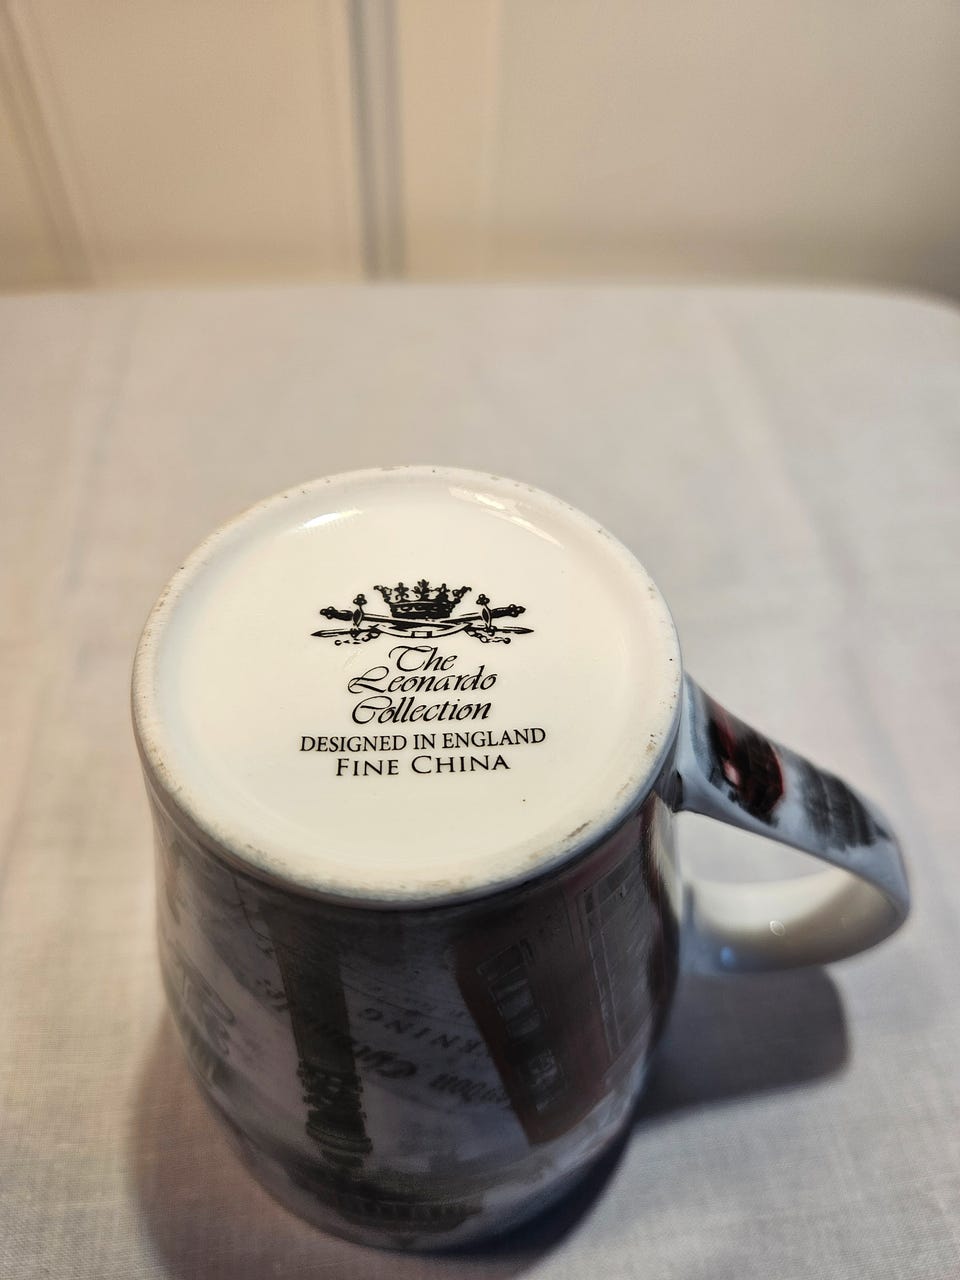 The
Leonardo
Collection
DESIGNED IN ENGLAND
FINE CHINA